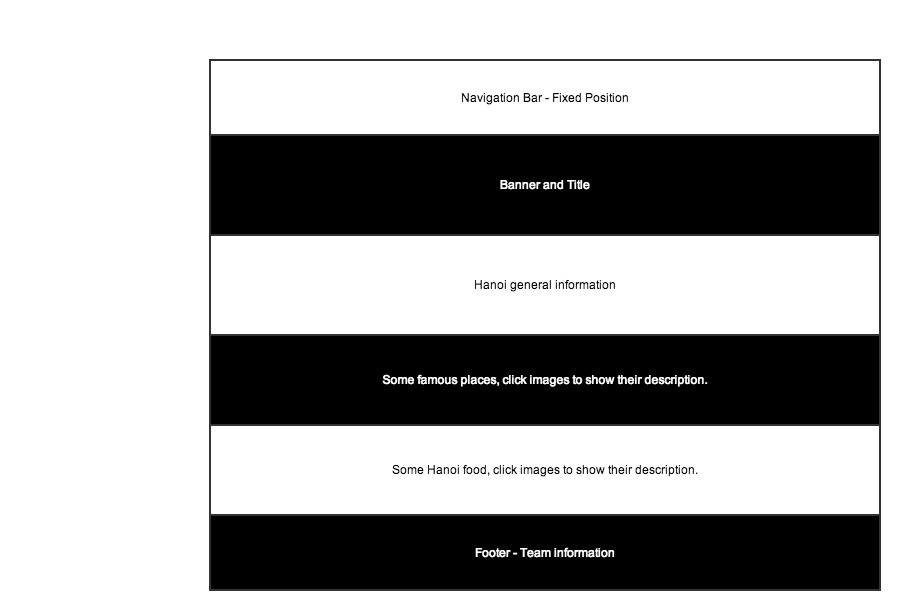 Navigation Bar - Fixed Position
Banner and Title
Hanoi general information
Some famous places, click images to show their description.
Some Hanoi food, click images to show their description.
Footer - Team information